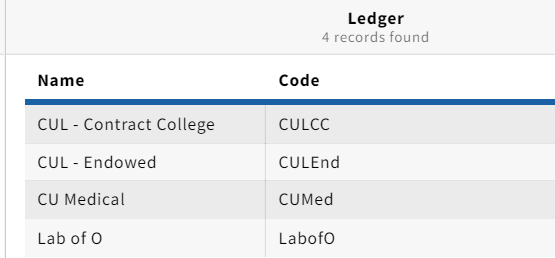 Ledger
4 records found
Name Code
CUL - Contract College CULCC
CUL - Endowed CULEnd
CU Medical CUMed
Lab of O LabofO